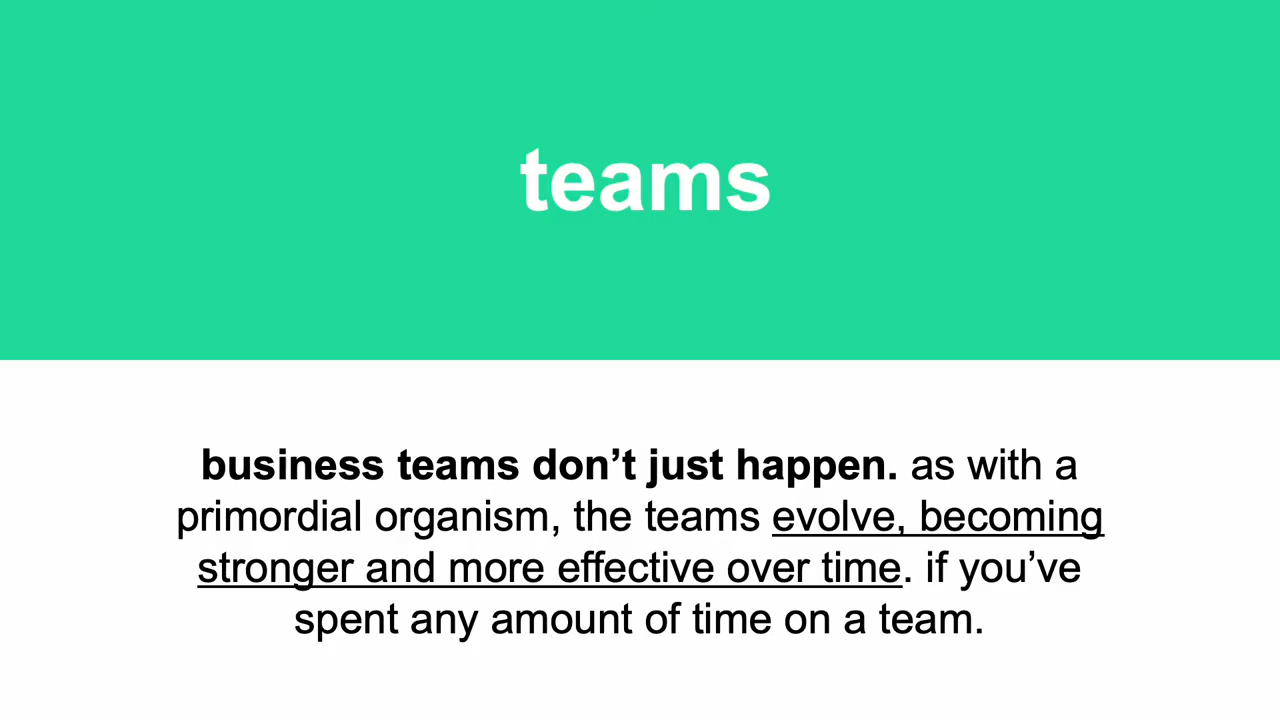 teams
business teams don’t just happen. as with a
primordial organism, the teams evolve, becoming
stronger and more effective over time. if you’ve
spent any amount of time on a team.